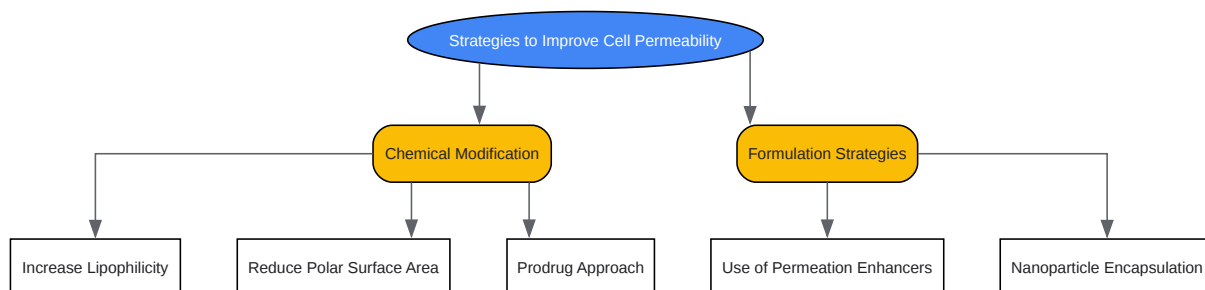 Strategies to Improve Cell Permeability
Chemical Modification
Formulation Strategies
Increase Lipophilicity
Reduce Polar Surface Area
Prodrug Approach
Use of Permeation Enhancers
Nanoparticle Encapsulation